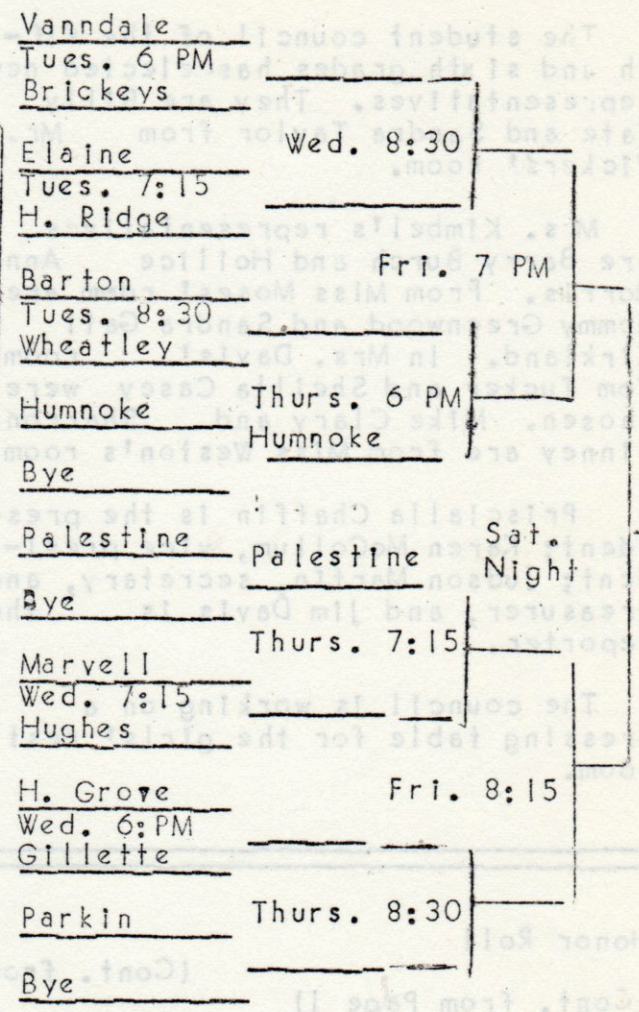 Vanndale
Tues. 6 PM
Brickeys
Wed. 8:30
Elaine
Tues. 7:15
H. Ridge
Fri. 7 PM
Barton
Tues. 8:30
Wheatley
Thurs. 6 PM
Humnoke
Humnoke
Bye
Palestine
Palestine
Sat.
Night
Bye
Thurs. 7:15
Marvell
Wed. 7:15
Hughes
H. Grove
Fri. 8:15
Wed. 6: PM
Gillette
Parkin
Thurs. 8:30
Bye